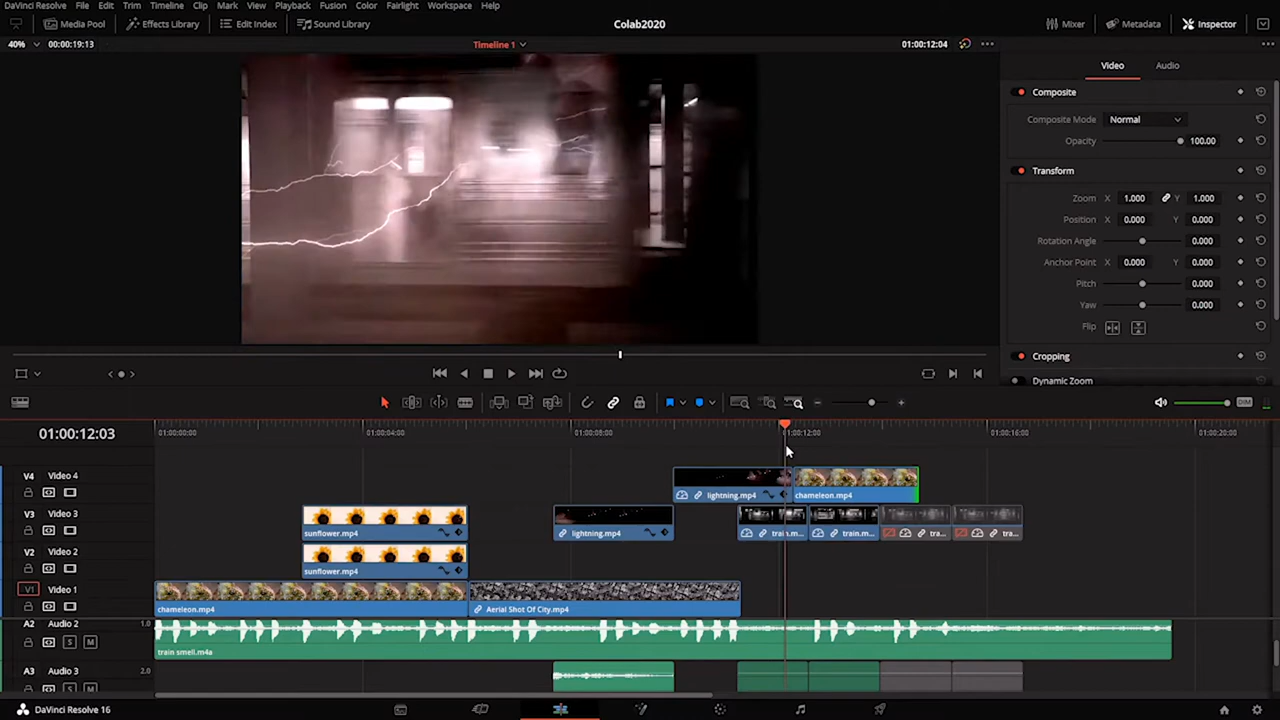 DaVinci Resolve File Edit Trim Timeline Clip Mark View Playback Fusion Color Fairlight Workspace Help
Media Pool Effects Library Edit Index Sound Library Colab2020 Mixer Metadata Inspector
40% 00:00:19:13 Timeline 1 01:00:12:04
Video Audio
Composite
Composite Mode Normal
Opacity 100.00
Transform
Zoom X 1.000 Y 1.000
Position X 0.000 Y 0.000
Rotation Angle 0.000
Anchor Point X 0.000 Y 0.000
Pitch 0.000
Yaw 0.000
Flip
Cropping
Dynamic Zoom
DIM
01:00:12:03
01:00:00:00 01:00:04:00 01:00:08:00 01:00:12:00 01:00:16:00 01:00:20:00
V4 Video 4
lightning.mp4 chameleon.mp4
V3 Video 3
sunflower.mp4 lightning.mp4 train.m... train.m... tra... tra...
V2 Video 2
sunflower.mp4
V1 Video 1
chameleon.mp4 Aerial Shot Of City.mp4
A2 Audio 2 2.0
S M
train smell.m4a
A3 Audio 3 2.0
S M
DaVinci Resolve 16